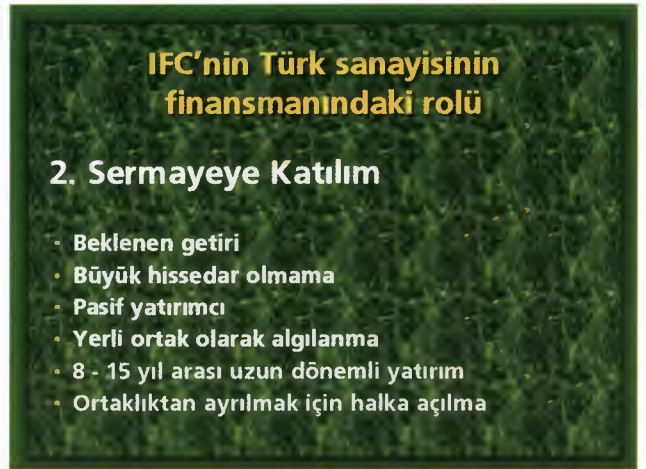 IFC'nin Türk sanayisinin
finansmanındaki rolü
2. Sermayeye Katılım
- Beklenen getiri
- Büyük hissedar olmama
- Pasif yatırımcı
- Yerli ortak olarak algılanma
- 8 - 15 yıl arası uzun dönemli yatırım
- Ortaklıktan ayrılmak için halka açılma